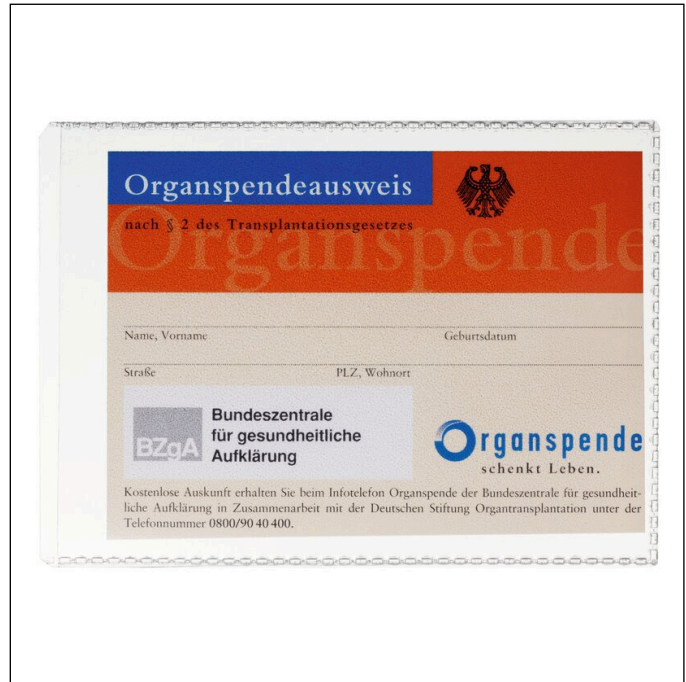 Organspendeausweis
nach § 2 des Transplantationsgesetzes
Organspende
Name, Vorname Geburtsdatum
Straße PLZ, Wohnort
BZgA
Bundeszentrale
für gesundheitliche
Aufklärung
Organspende
schenkt Leben.
Kostenlose Auskunft erhalten Sie beim Infotelefon Organspende der Bundeszentrale für gesundheit-
liche Aufklärung in Zusammenarbeit mit der Deutschen Stiftung Organtransplantation unter der
Telefonnummer 0800/90 40 400.